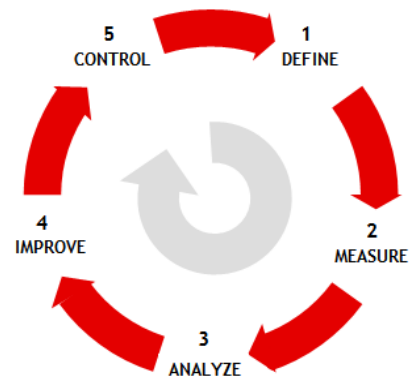 1
DEFINE
2
MEASURE
3
ANALYZE
4
IMPROVE
5
CONTROL